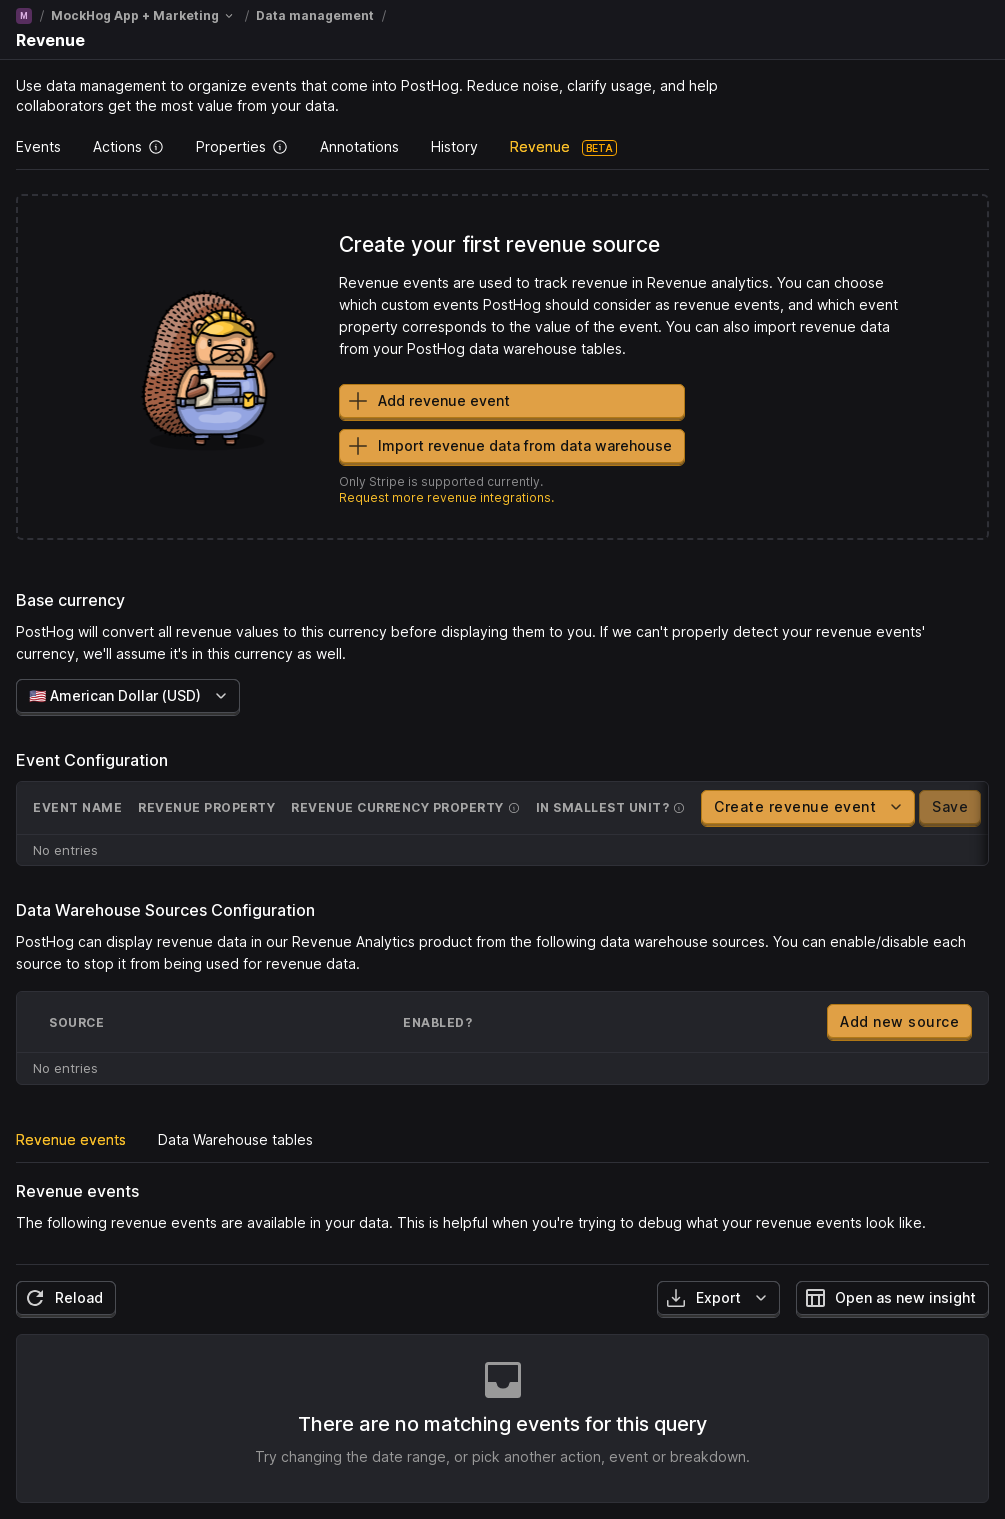 M / MockHog App + Marketing / Data management /
Revenue
Use data management to organize events that come into PostHog. Reduce noise, clarify usage, and help
collaborators get the most value from your data.
Events Actions Properties Annotations History Revenue BETA
Create your first revenue source
Revenue events are used to track revenue in Revenue analytics. You can choose
which custom events PostHog should consider as revenue events, and which event
property corresponds to the value of the event. You can also import revenue data
from your PostHog data warehouse tables.
Add revenue event
Import revenue data from data warehouse
Only Stripe is supported currently.
Request more revenue integrations.
Base currency
PostHog will convert all revenue values to this currency before displaying them to you. If we can't properly detect your revenue events'
currency, we'll assume it's in this currency as well.
🇺🇸 American Dollar (USD)
Event Configuration
EVENT NAME REVENUE PROPERTY REVENUE CURRENCY PROPERTY IN SMALLEST UNIT? Create revenue event Save
No entries
Data Warehouse Sources Configuration
PostHog can display revenue data in our Revenue Analytics product from the following data warehouse sources. You can enable/disable each
source to stop it from being used for revenue data.
SOURCE ENABLED? Add new source
No entries
Revenue events Data Warehouse tables
Revenue events
The following revenue events are available in your data. This is helpful when you're trying to debug what your revenue events look like.
Reload Export Open as new insight
There are no matching events for this query
Try changing the date range, or pick another action, event or breakdown.